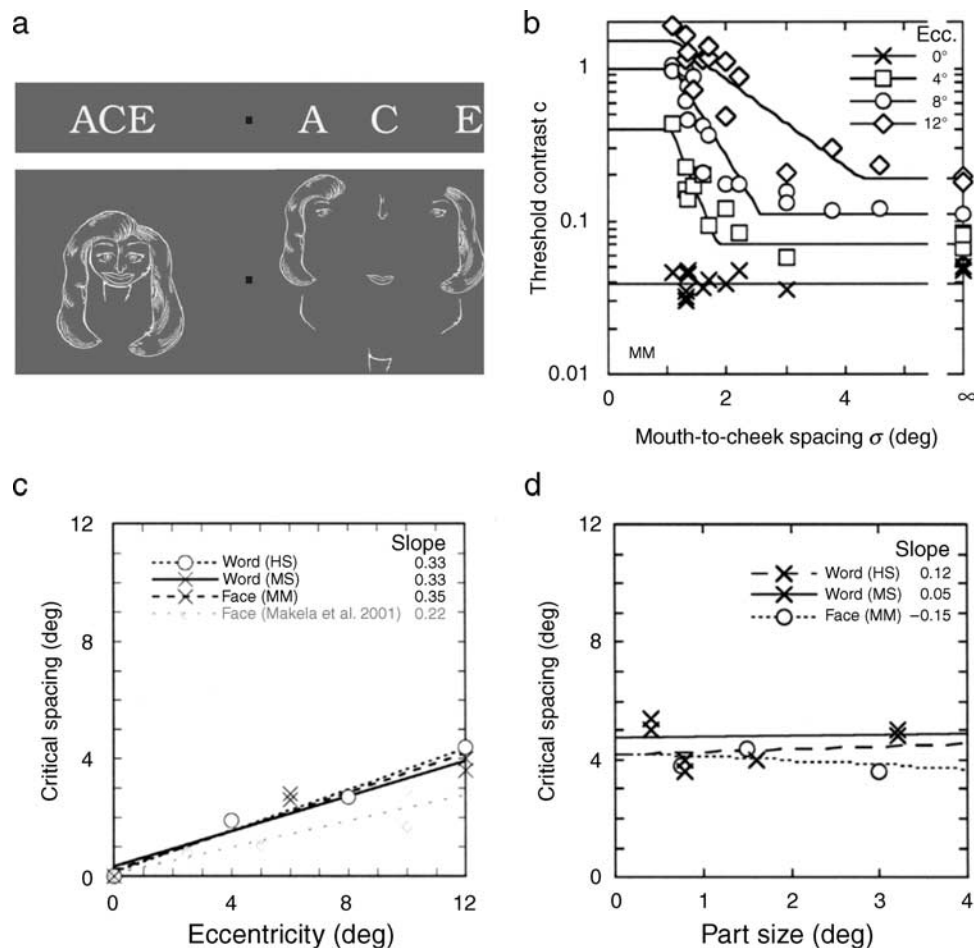 a
ACE A C E
b
Threshold contrast c
1
0.1
0.01
Ecc.
0°
4°
8°
12°
MM
0 2 4 ∞
Mouth-to-cheek spacing σ (deg)
c
Critical spacing (deg)
12
8
4
0
Slope
Word (HS) 0.33
Word (MS) 0.33
Face (MM) 0.35
Face (Makela et al. 2001) 0.22
0 4 8 12
Eccentricity (deg)
d
Critical spacing (deg)
12
8
4
0
Slope
Word (HS) 0.12
Word (MS) 0.05
Face (MM) −0.15
0 1 2 3 4
Part size (deg)